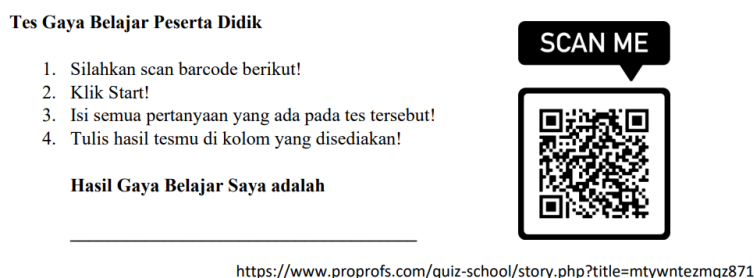 Tes Gaya Belajar Peserta Didik
SCAN ME
1. Silahkan scan barcode berikut!
2. Klik Start!
3. Isi semua pertanyaan yang ada pada tes tersebut!
4. Tulis hasil tesmu di kolom yang disediakan!
Hasil Gaya Belajar Saya adalah
https://www.proprofs.com/quiz-school/story.php?title=mtywntezmqz871